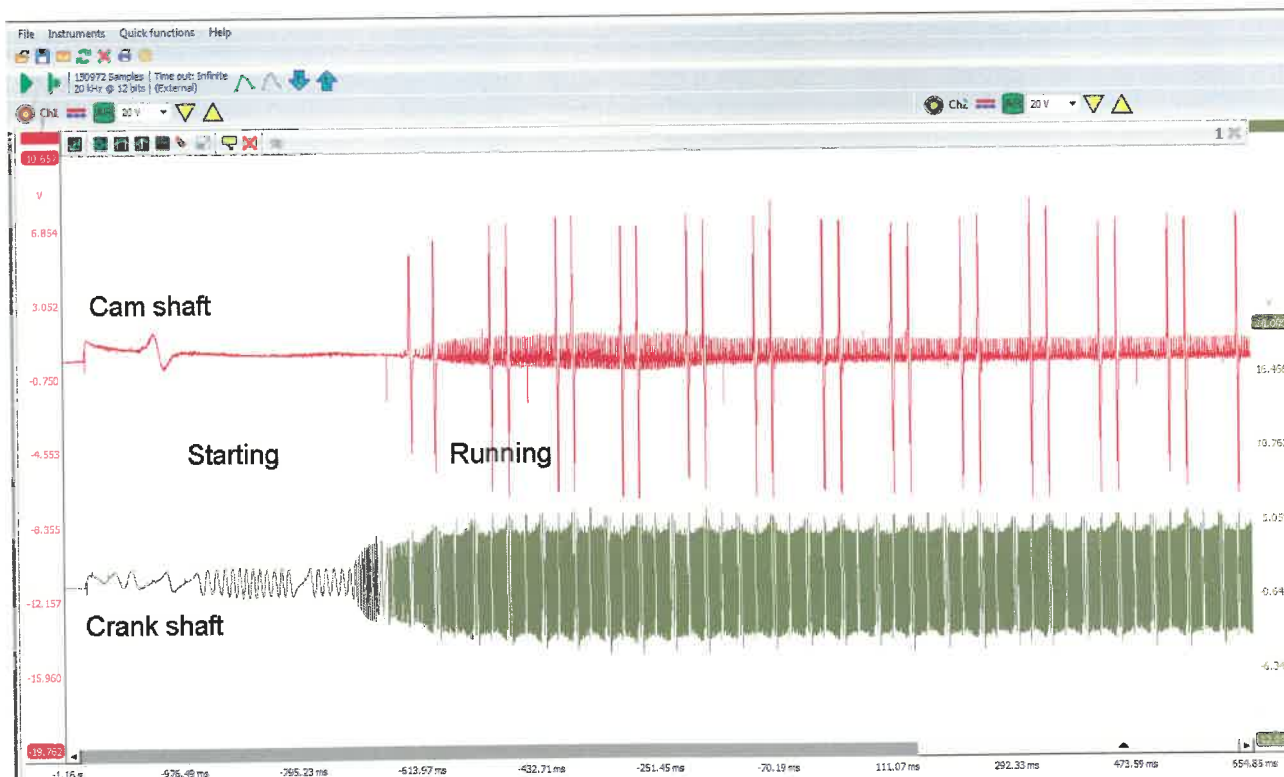 File Instruments Quick functions Help
150972 Samples Time out: Infinite
20 kHz @ 12 bits (External)
Ch1 20 V
Ch2 20 V
1
10.657
V
6.854
3.052
Cam shaft
-0.750
-4.553
Starting Running
-8.355
-12.157
Crank shaft
-15.960
-19.762
-1.16 s -976.49 ms -795.23 ms -613.97 ms -432.71 ms -251.45 ms -70.19 ms 111.07 ms 292.33 ms 473.59 ms 654.85 ms